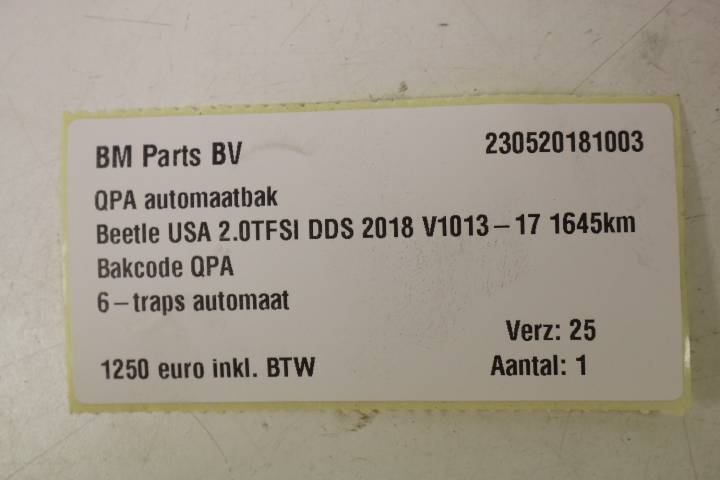 BM Parts BV 230520181003
QPA automaatbak
Beetle USA 2.0TFSI DDS 2018 V1013-17 1645km
Bakcode QPA
6-traps automaat
Verz: 25
1250 euro inkl. BTW Aantal: 1